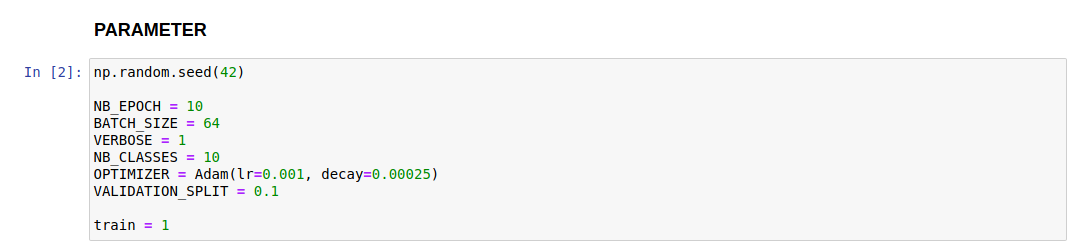 PARAMETER
In [2]:
np.random.seed(42)
NB_EPOCH = 10
BATCH_SIZE = 64
VERBOSE = 1
NB_CLASSES = 10
OPTIMIZER = Adam(lr=0.001, decay=0.00025)
VALIDATION_SPLIT = 0.1
train = 1